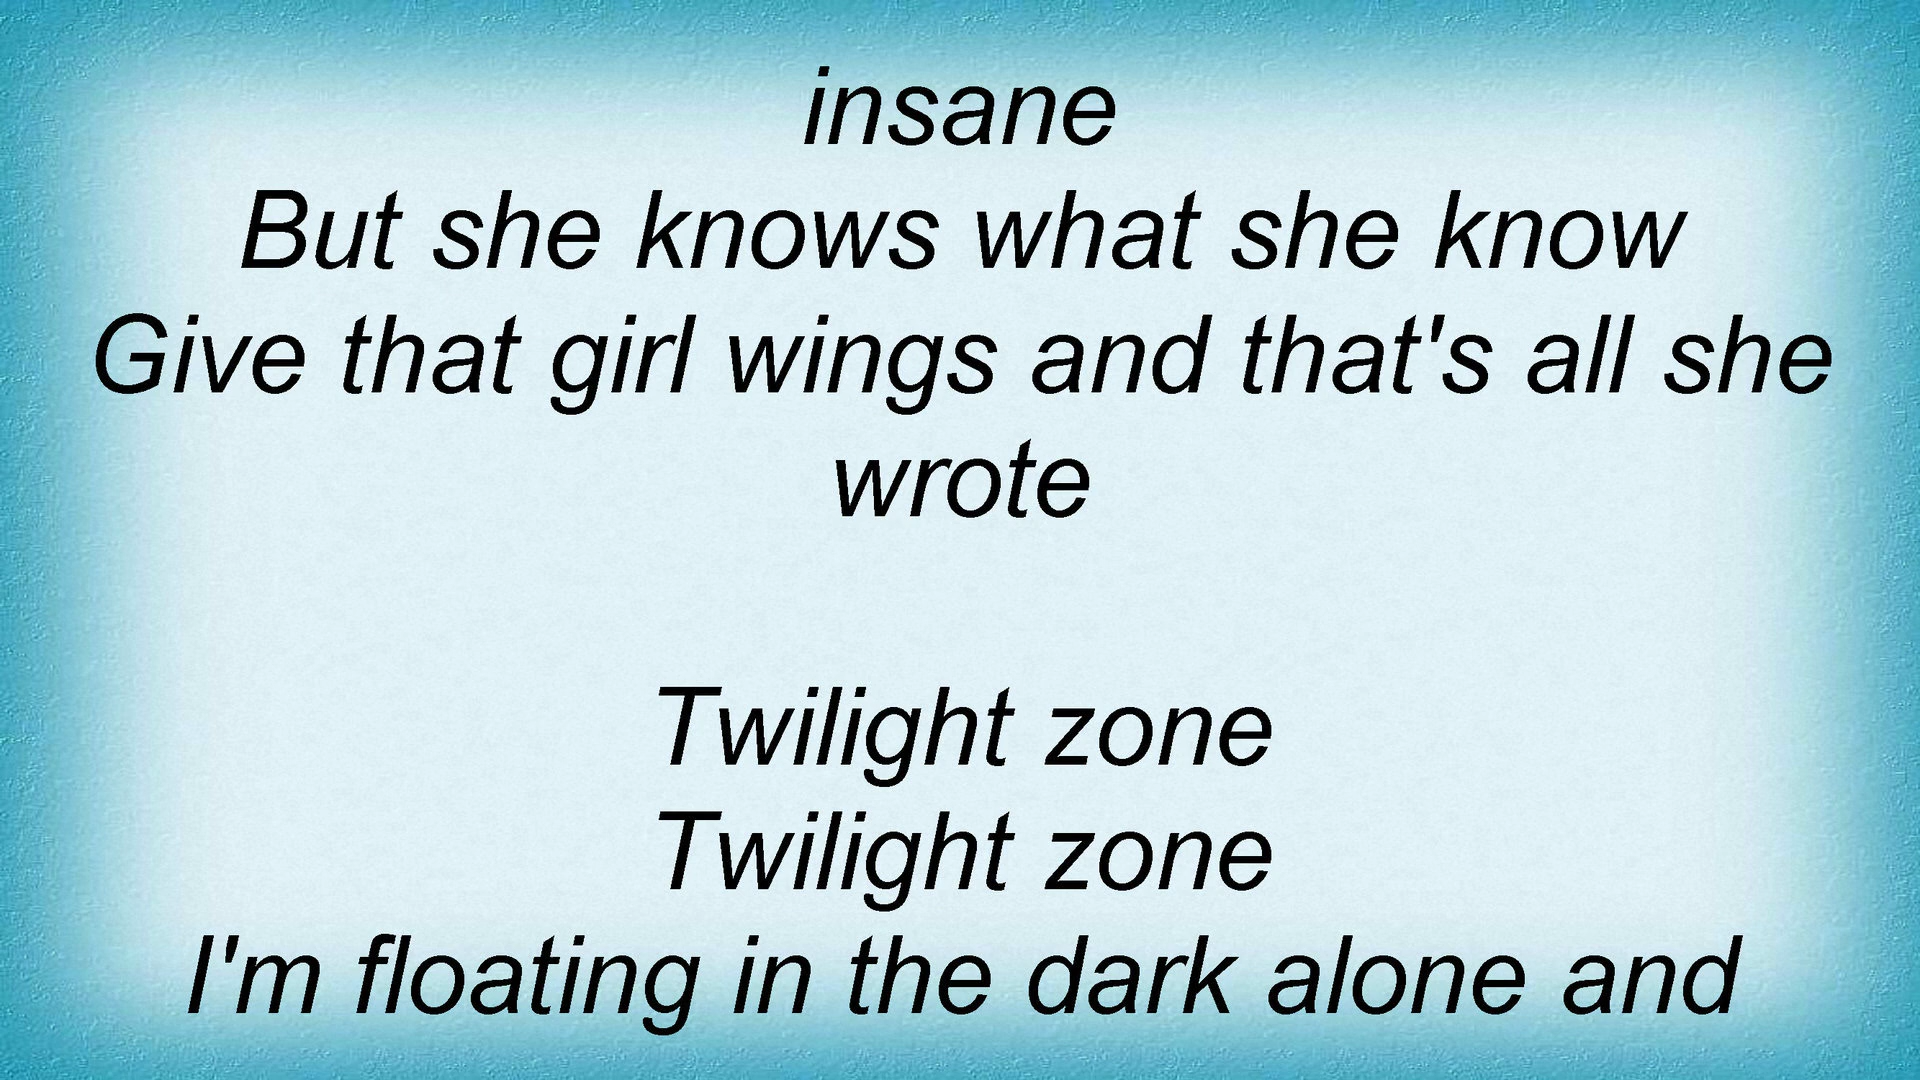 insane
But she knows what she know
Give that girl wings and that's all she
wrote
Twilight zone
Twilight zone
I'm floating in the dark alone and